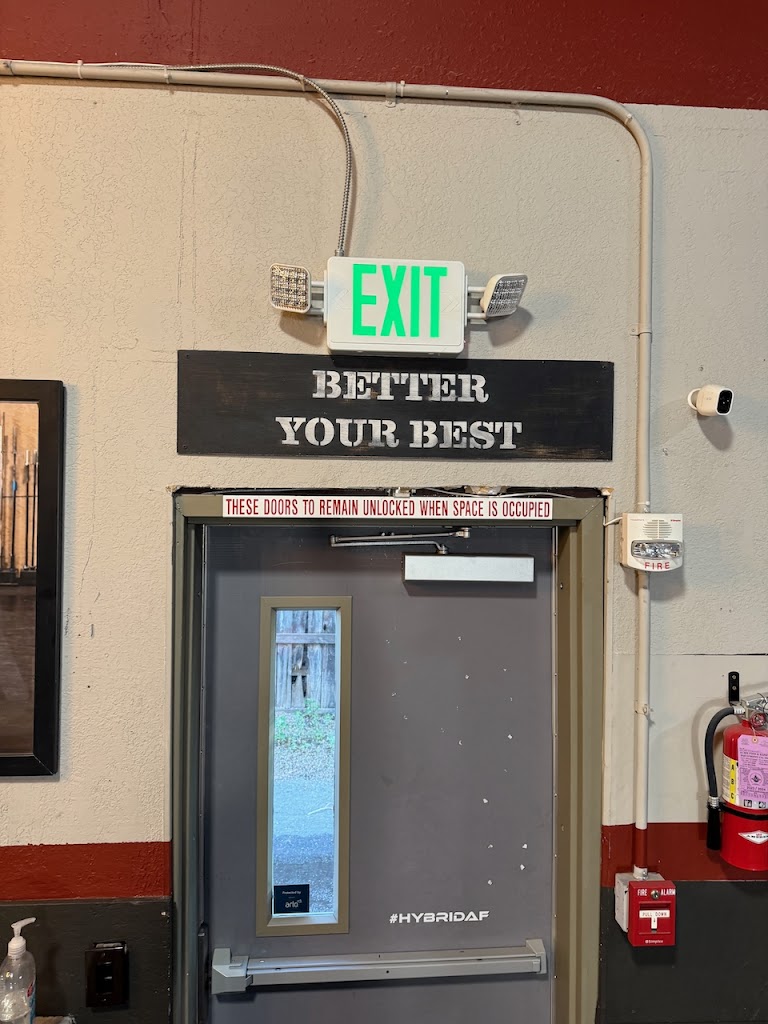 EXIT
BETTER
YOUR BEST
THESE DOORS TO REMAIN UNLOCKED WHEN SPACE IS OCCUPIED
FIRE
A
B
C
arlo
#HYBRIDAF
FIRE ALARM
PULL DOWN